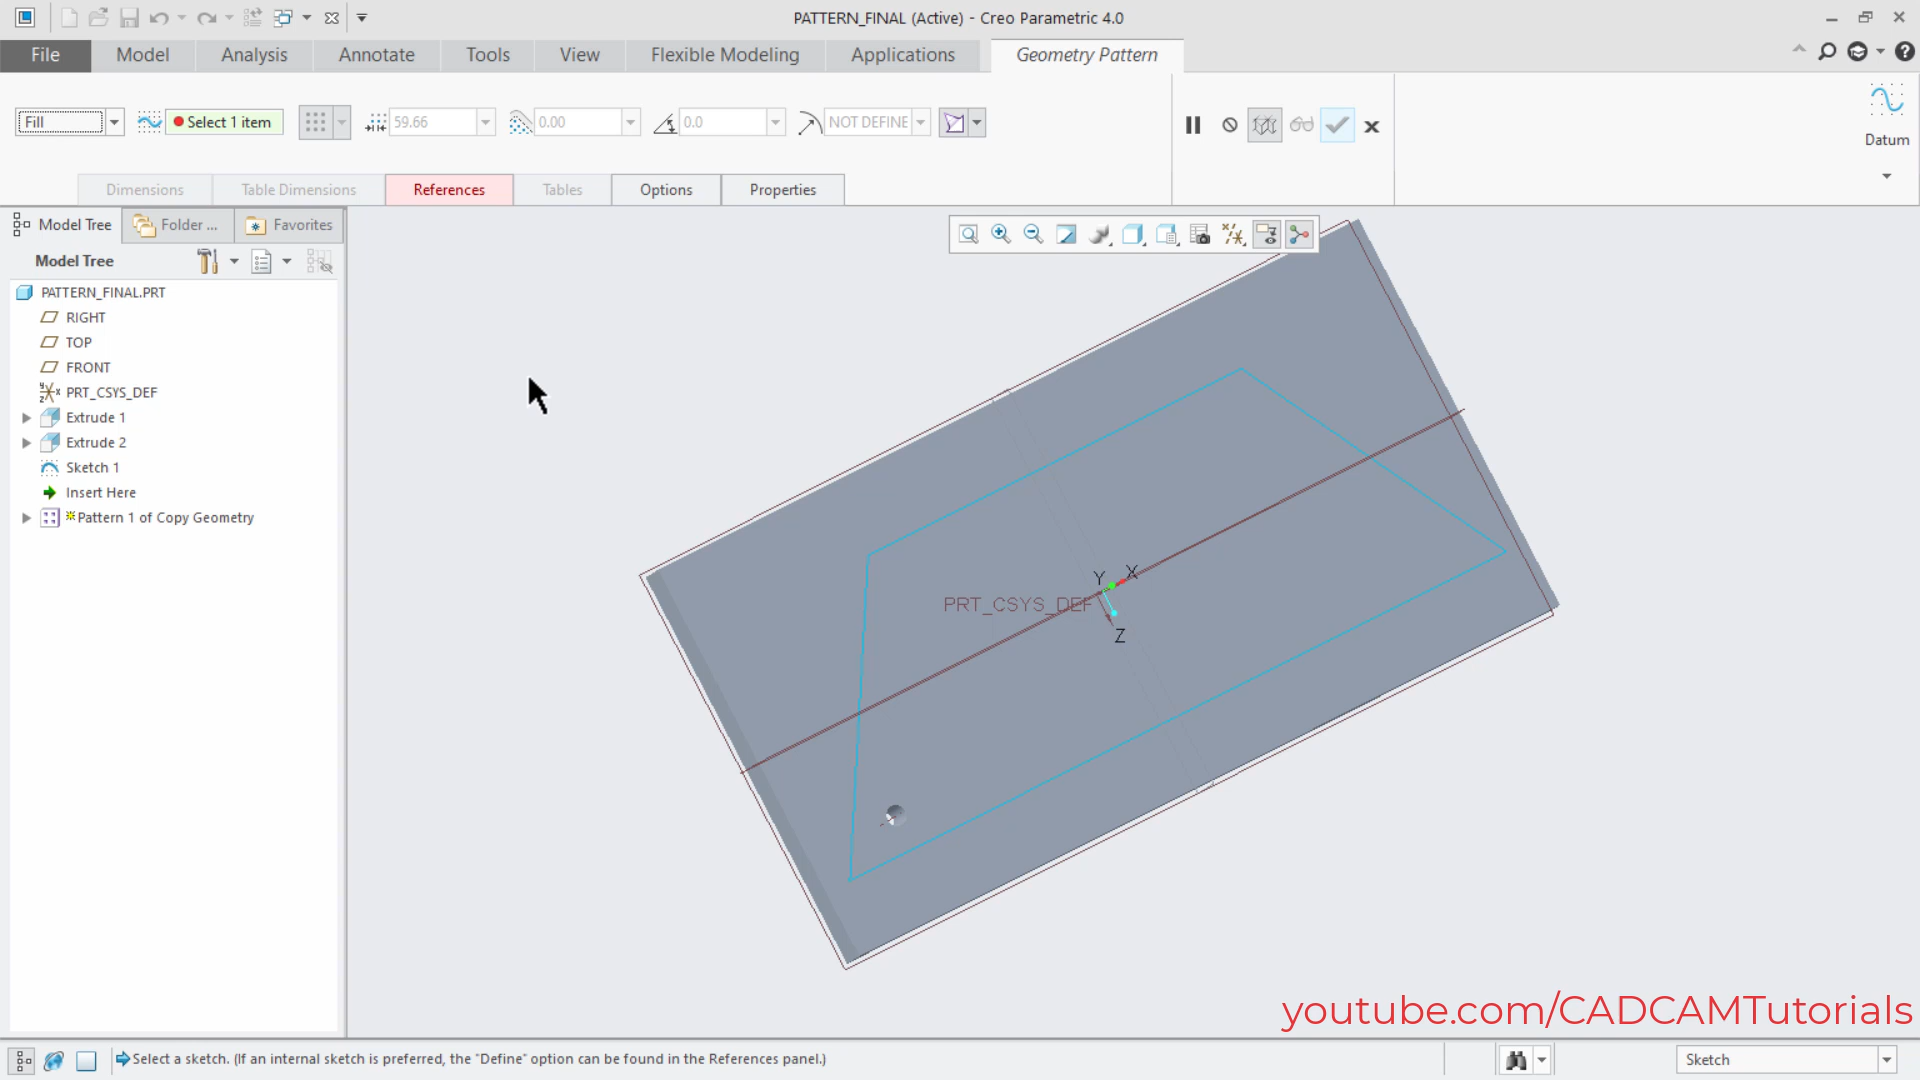 PATTERN_FINAL (Active) - Creo Parametric 4.0
File Model Analysis Annotate Tools View Flexible Modeling Applications Geometry Pattern
Fill Select 1 item 59.66 0.00 0.0 NOT DEFINE
Datum
Dimensions Table Dimensions References Tables Options Properties
Model Tree Folder ... Favorites
Model Tree
PATTERN_FINAL.PRT
RIGHT
TOP
FRONT
PRT_CSYS_DEF
Extrude 1
Extrude 2
Sketch 1
Insert Here
Pattern 1 of Copy Geometry
Y X
PRT_CSYS_DEF
Z
youtube.com/CADCAMTutorials
Select a sketch. (If an internal sketch is preferred, the "Define" option can be found in the References panel.)
Sketch